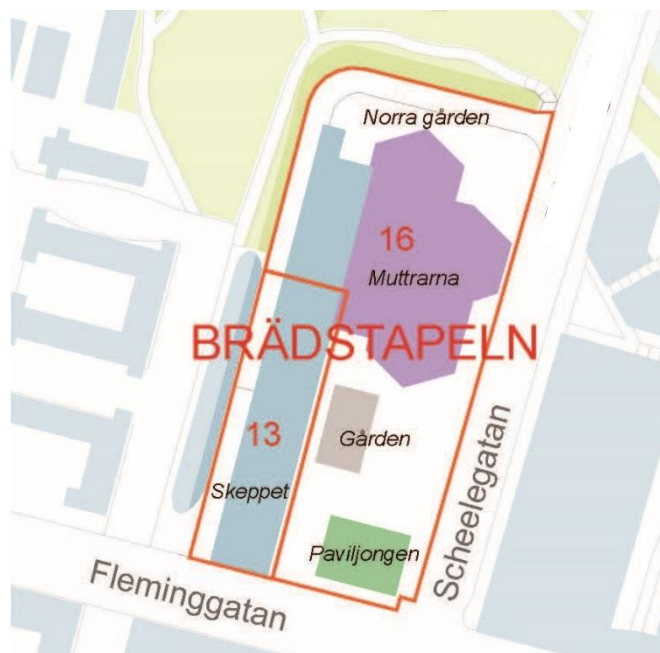 Norra gården
16
Muttrarna
BRÄDSTAPELN
13
Gården
Skeppet
Paviljongen
Scheelegatan
Fleminggatan